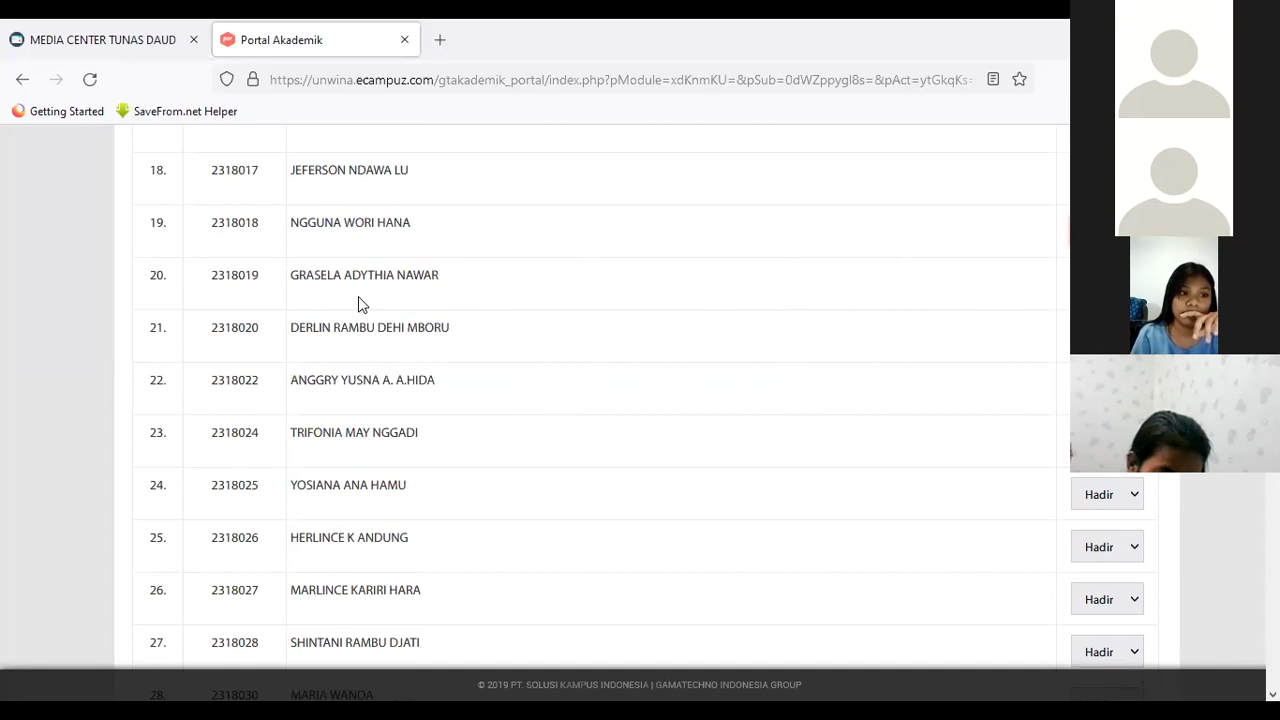 MEDIA CENTER TUNAS DAUD
Portal Akademik
https://unwina.ecampuz.com/gtakademik_portal/index.php?pModule=xdKnmKU=&pSub=0dWZppygl8s=&pAct=ytGkqKs=
Getting Started
SaveFrom.net Helper
18. 2318017 JEFERSON NDAWA LU
19. 2318018 NGGUNA WORI HANA
20. 2318019 GRASELA ADYTHIA NAWAR
21. 2318020 DERLIN RAMBU DEHI MBORU
22. 2318022 ANGGRY YUSNA A. A.HIDA
23. 2318024 TRIFONIA MAY NGGADI
24. 2318025 YOSIANA ANA HAMU Hadir
25. 2318026 HERLINCE K ANDUNG Hadir
26. 2318027 MARLINCE KARIRI HARA Hadir
27. 2318028 SHINTANI RAMBU DJATI Hadir
28. 2318030 MARIA WANDA
© 2019 PT. SOLUSI KAMPUS INDONESIA | GAMATECHNO INDONESIA GROUP